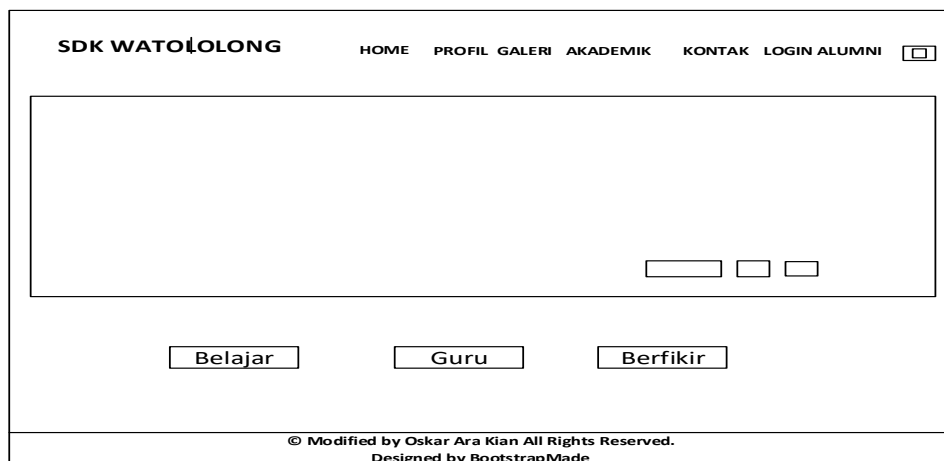 SDK WATOLOLONG
HOME PROFIL GALERI AKADEMIK KONTAK LOGIN ALUMNI
Belajar Guru Berfikir
© Modified by Oskar Ara Kian All Rights Reserved.
Designed by BootstrapMade